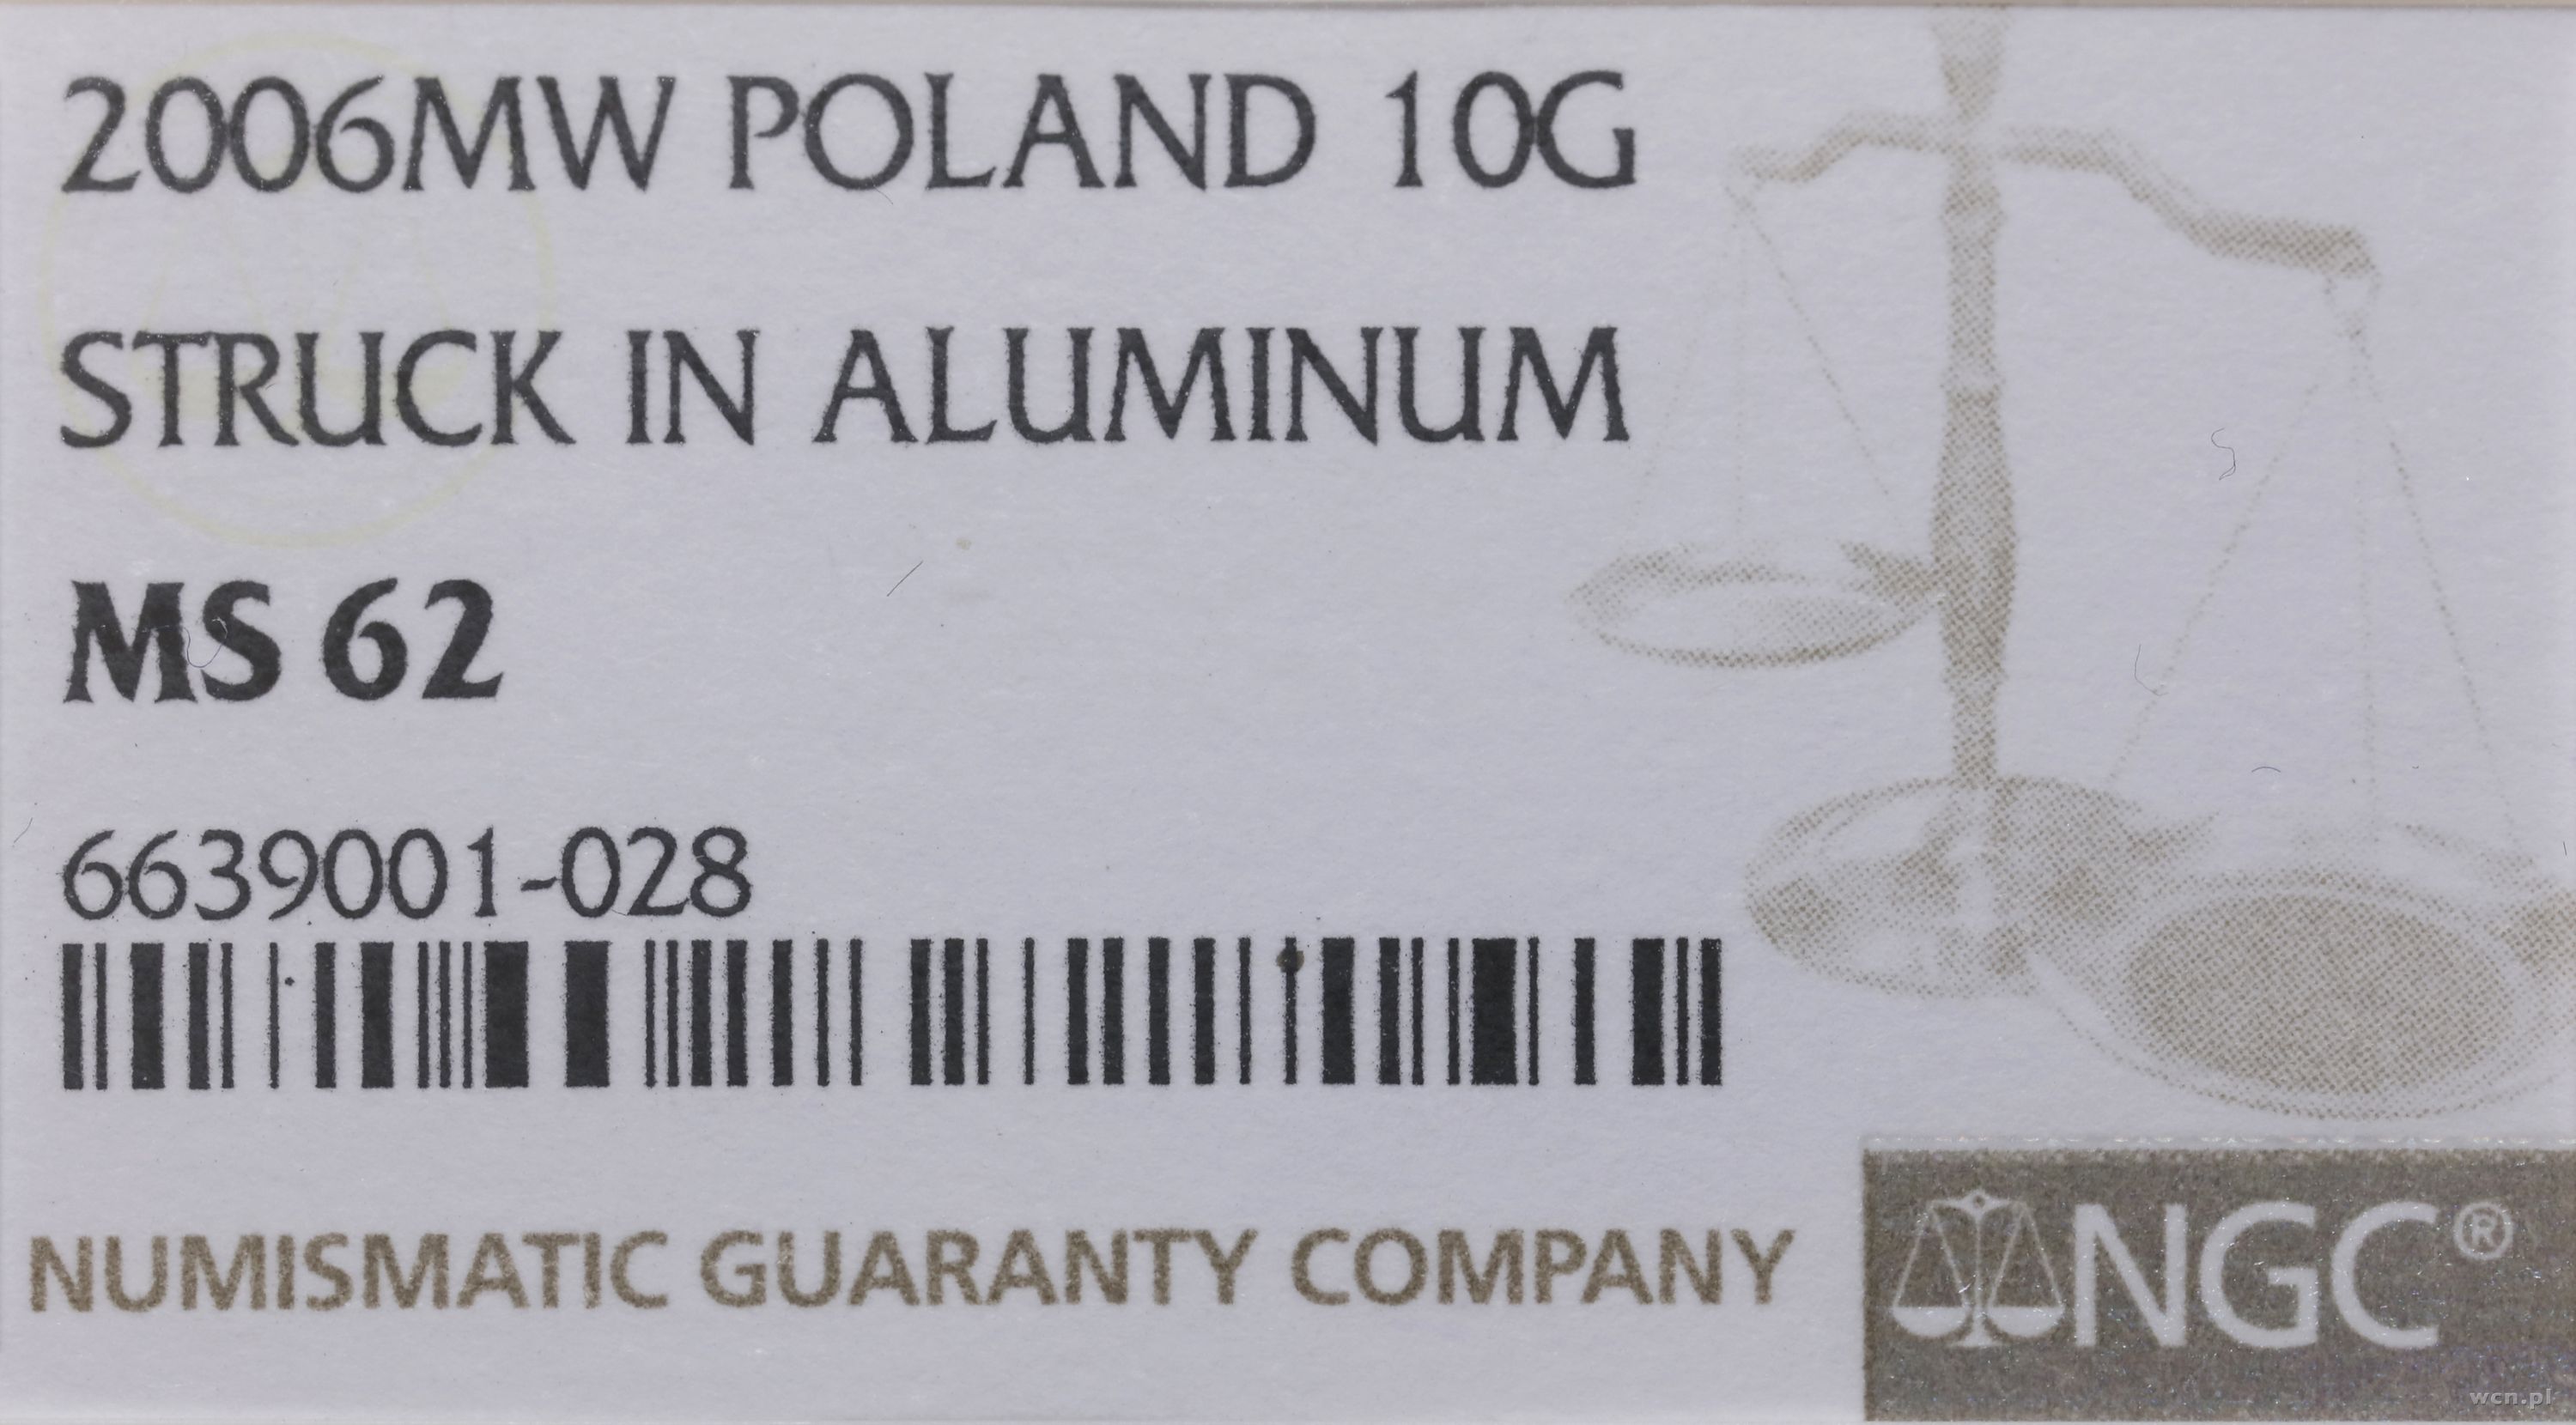 2006MW POLAND 10G
STRUCK IN ALUMINUM
MS 62
6639001-028
NUMISMATIC GUARANTY COMPANY
NGC®
wcn.pl